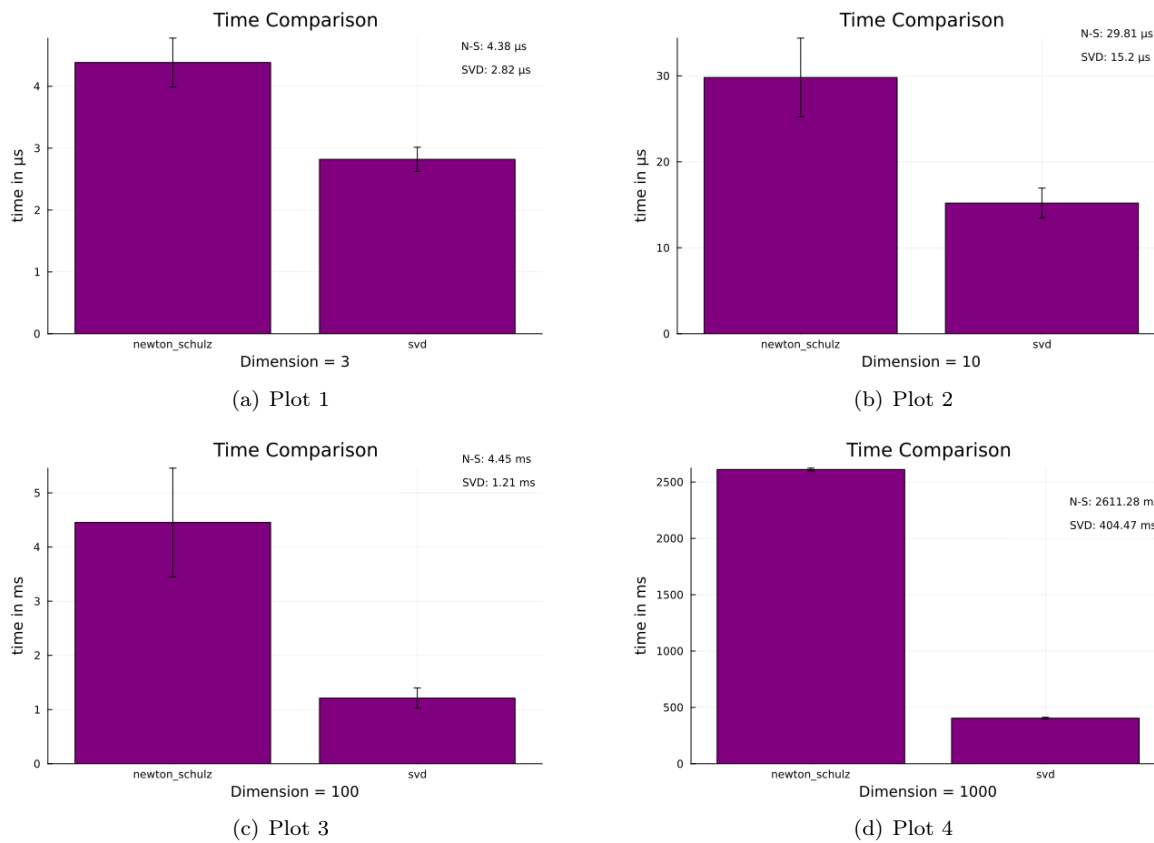 Time Comparison
N-S: 4.38 µs
SVD: 2.82 µs
time in µs
4
3
2
1
0
newton_schulz
svd
Dimension = 3
(a) Plot 1
Time Comparison
N-S: 29.81 µs
SVD: 15.2 µs
time in µs
30
20
10
0
newton_schulz
svd
Dimension = 10
(b) Plot 2
Time Comparison
N-S: 4.45 ms
SVD: 1.21 ms
time in ms
5
4
3
2
1
0
newton_schulz
svd
Dimension = 100
(c) Plot 3
Time Comparison
N-S: 2611.28 m
SVD: 404.47 ms
time in ms
2500
2000
1500
1000
500
0
newton_schulz
svd
Dimension = 1000
(d) Plot 4